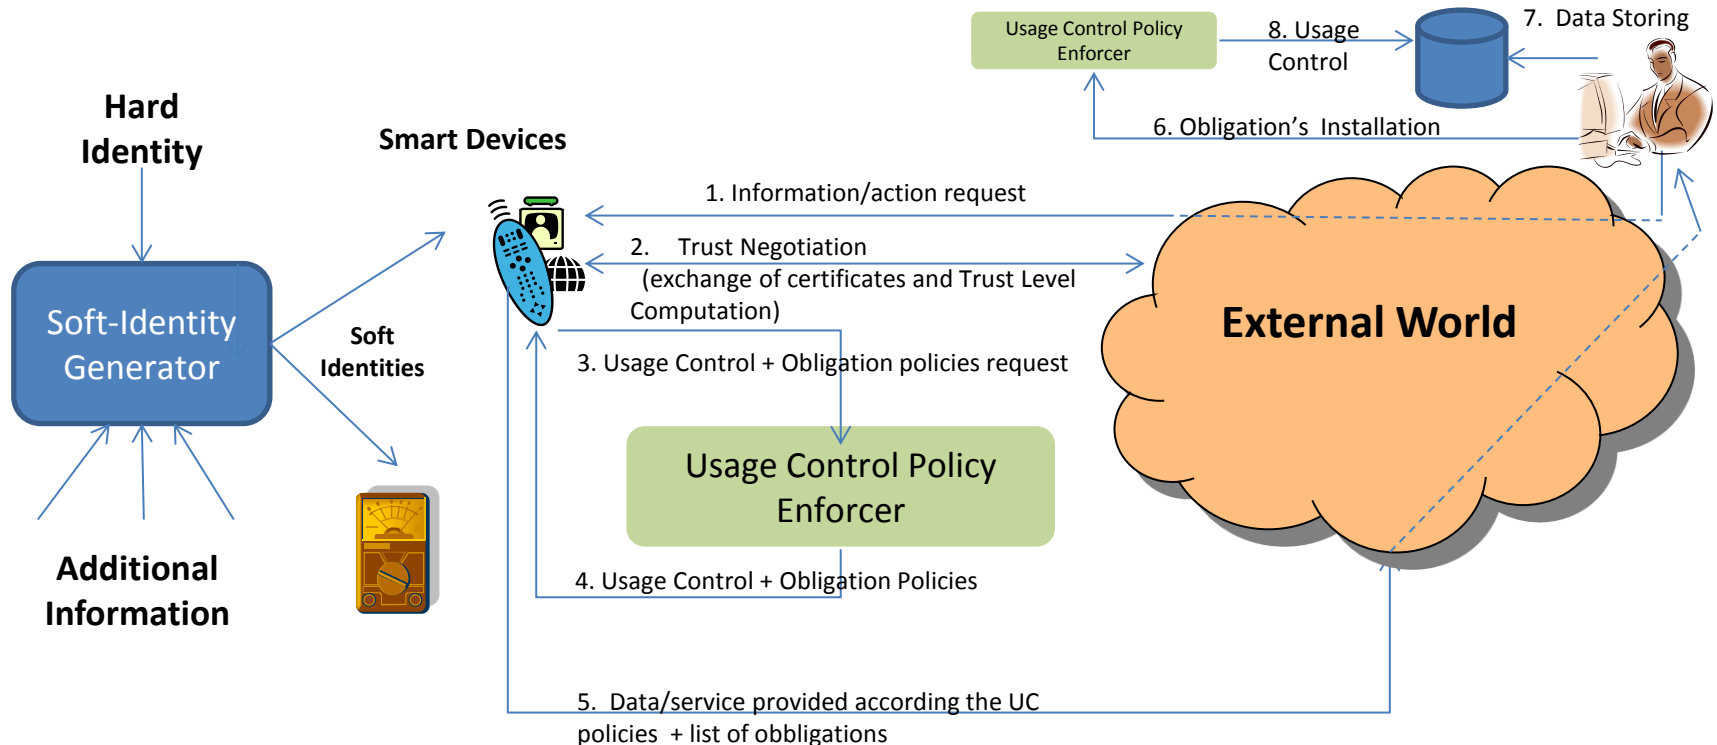 Usage Control Policy
Enforcer
8. Usage
Control
7. Data Storing
6. Obligation’s Installation
Hard
Identity
Smart Devices
1. Information/action request
2. Trust Negotiation
(exchange of certificates and Trust Level
Computation)
Soft-Identity
Generator
Soft
Identities
External World
3. Usage Control + Obligation policies request
Usage Control Policy
Enforcer
4. Usage Control + Obligation Policies
Additional
Information
5. Data/service provided according the UC
policies + list of obbligations